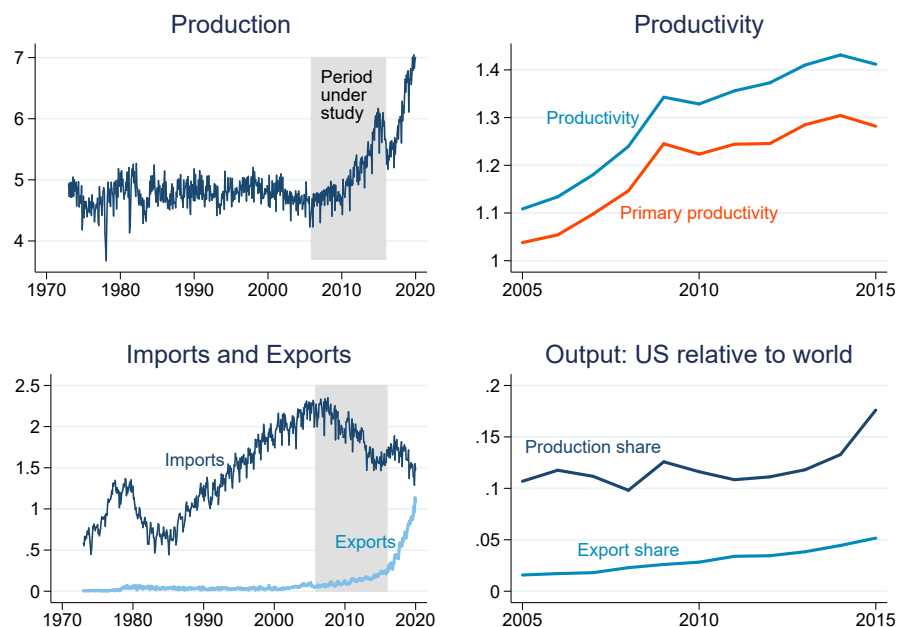 Production
7
6
5
4
Period
under
study
1970 1980 1990 2000 2010 2020
Productivity
1.4
1.3
1.2
1.1
1
Productivity
Primary productivity
2005 2010 2015
Imports and Exports
2.5
2
1.5
1
.5
0
Imports
Exports
1970 1980 1990 2000 2010 2020
Output: US relative to world
.2
.15
.1
.05
0
Production share
Export share
2005 2010 2015